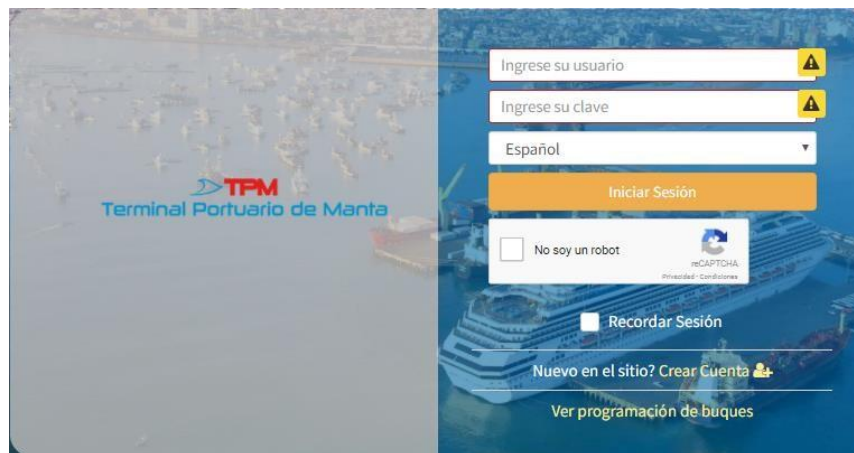 TPM
Terminal Portuario de Manta
Ingrese su usuario
Ingrese su clave
Español
Iniciar Sesión
No soy un robot
reCAPTCHA
Privacidad - Condiciones
Recordar Sesión
Nuevo en el sitio? Crear Cuenta
Ver programación de buques